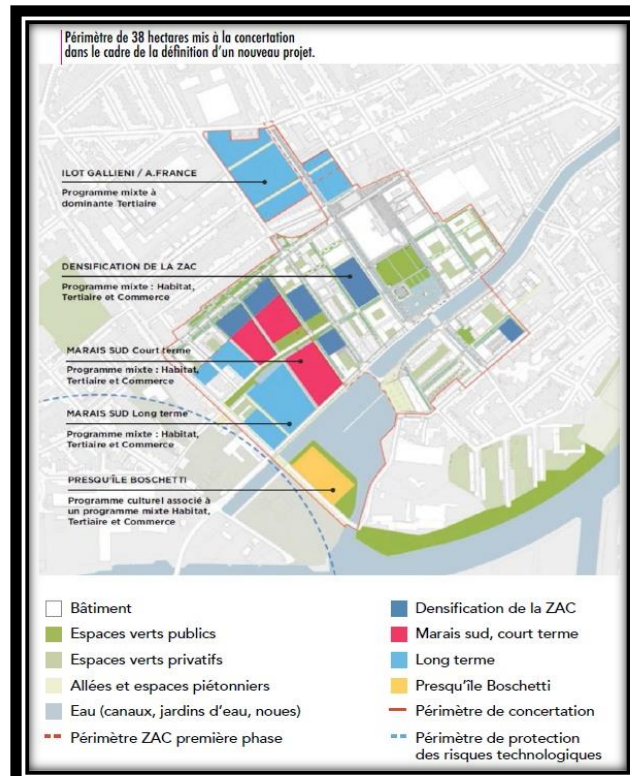 Périmètre de 38 hectares mis à la concertation
dans le cadre de la définition d'un nouveau projet.
ILOT GALLIENI / A.FRANCE
Programme mixte à
dominante Tertiaire
DENSIFICATION DE LA ZAC
Programme mixte : Habitat,
Tertiaire et Commerce
MARAIS SUD Court terme
Programme mixte : Habitat,
Tertiaire et Commerce
MARAIS SUD Long terme
Programme mixte : Habitat,
Tertiaire et Commerce
PRESQU'ÎLE BOSCHETTI
Programme culturel associé à
un programme mixte Habitat,
Tertiaire et Commerce
Bâtiment
Espaces verts publics
Espaces verts privatifs
Allées et espaces piétonniers
Eau (canaux, jardins d'eau, noues)
Périmètre ZAC première phase
Densification de la ZAC
Marais sud, court terme
Long terme
Presqu'île Boschetti
Périmètre de concertation
Périmètre de protection
des risques technologiques